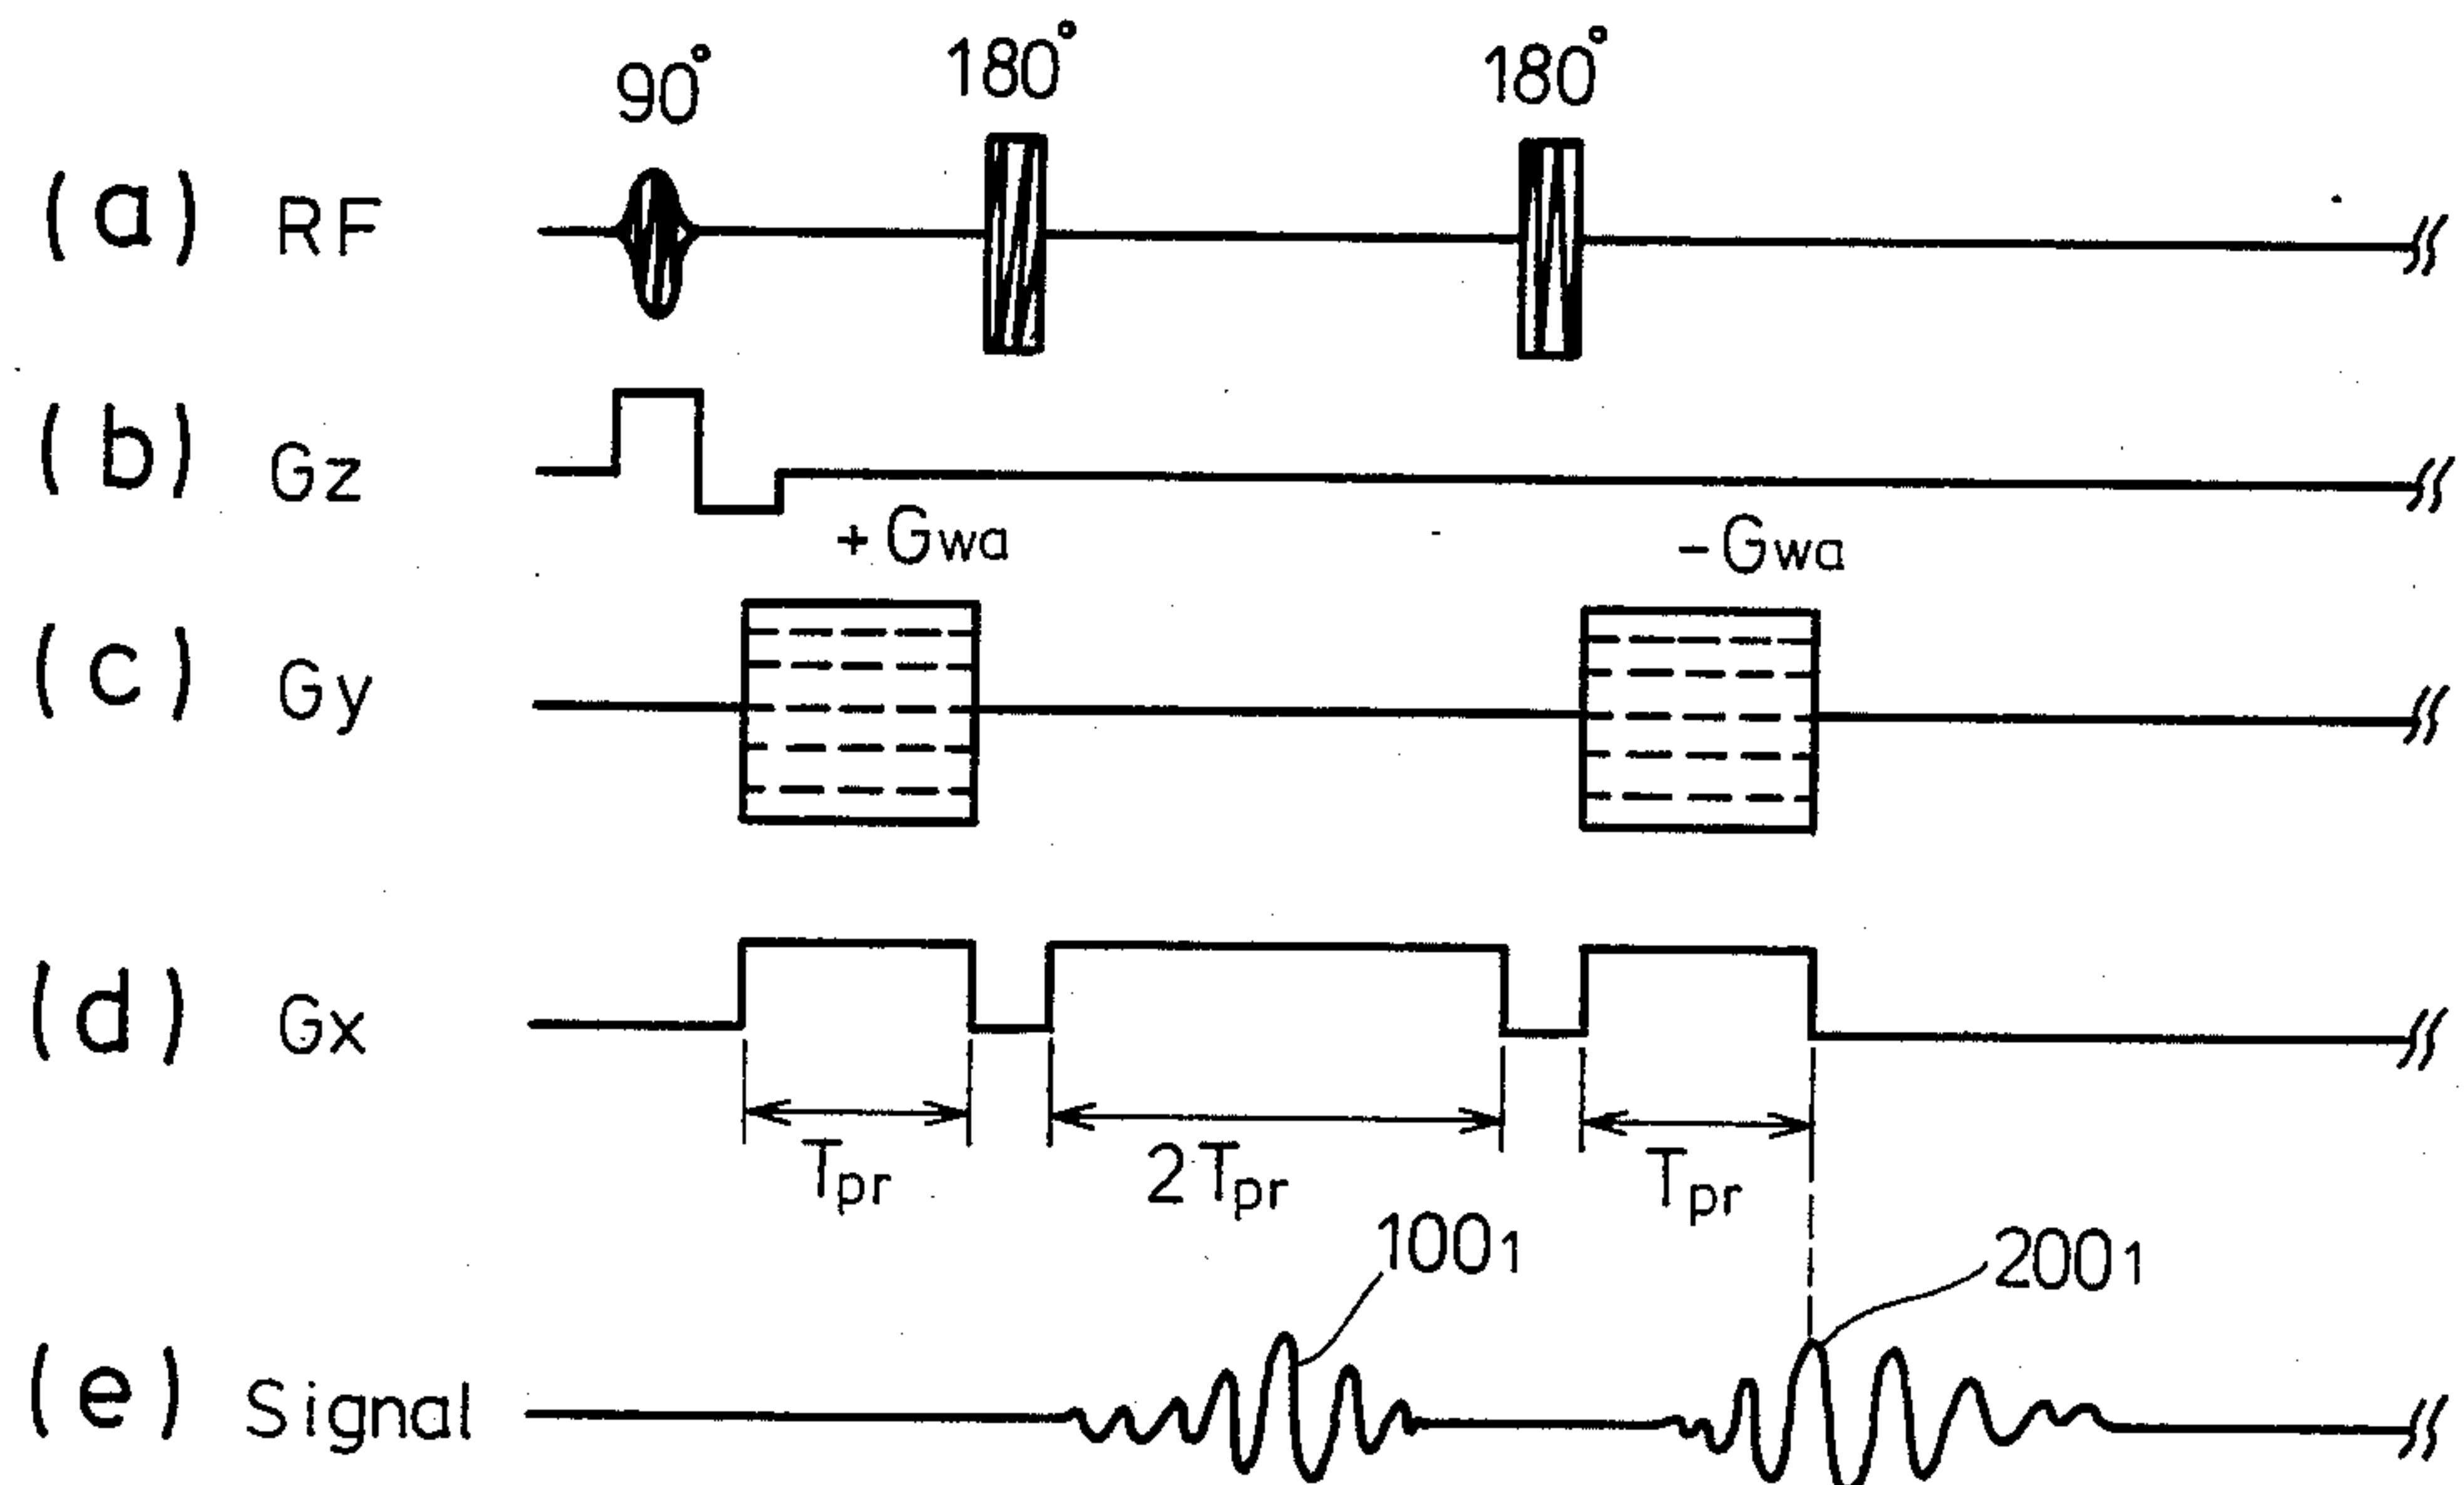 90° 180° 180°
(a) RF
(b) Gz
+Gwa -Gwa
(c) Gy
(d) Gx
Tpr 2Tpr Tpr
1001 2001
(e) Signal